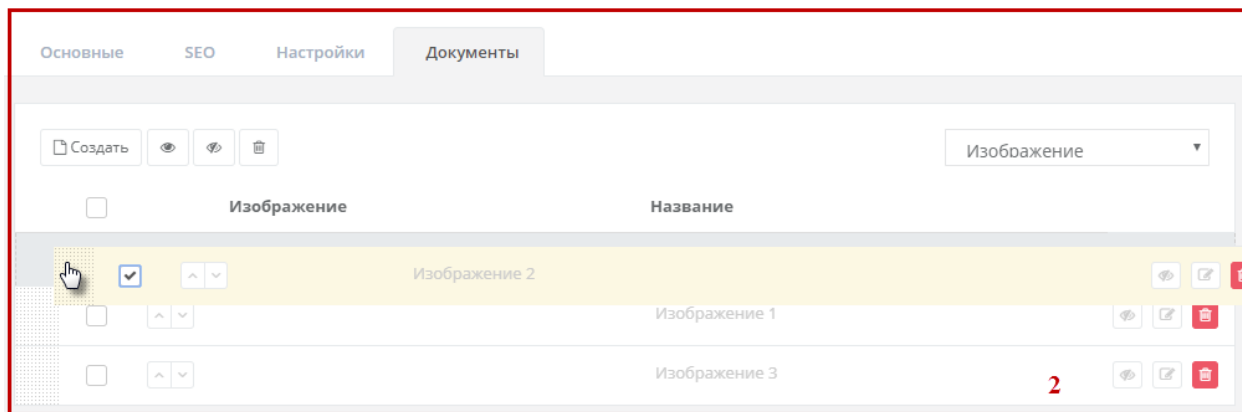 Основные SEO Настройки Документы
Создать Изображение
Изображение Название
Изображение 2
Изображение 1
Изображение 3
2